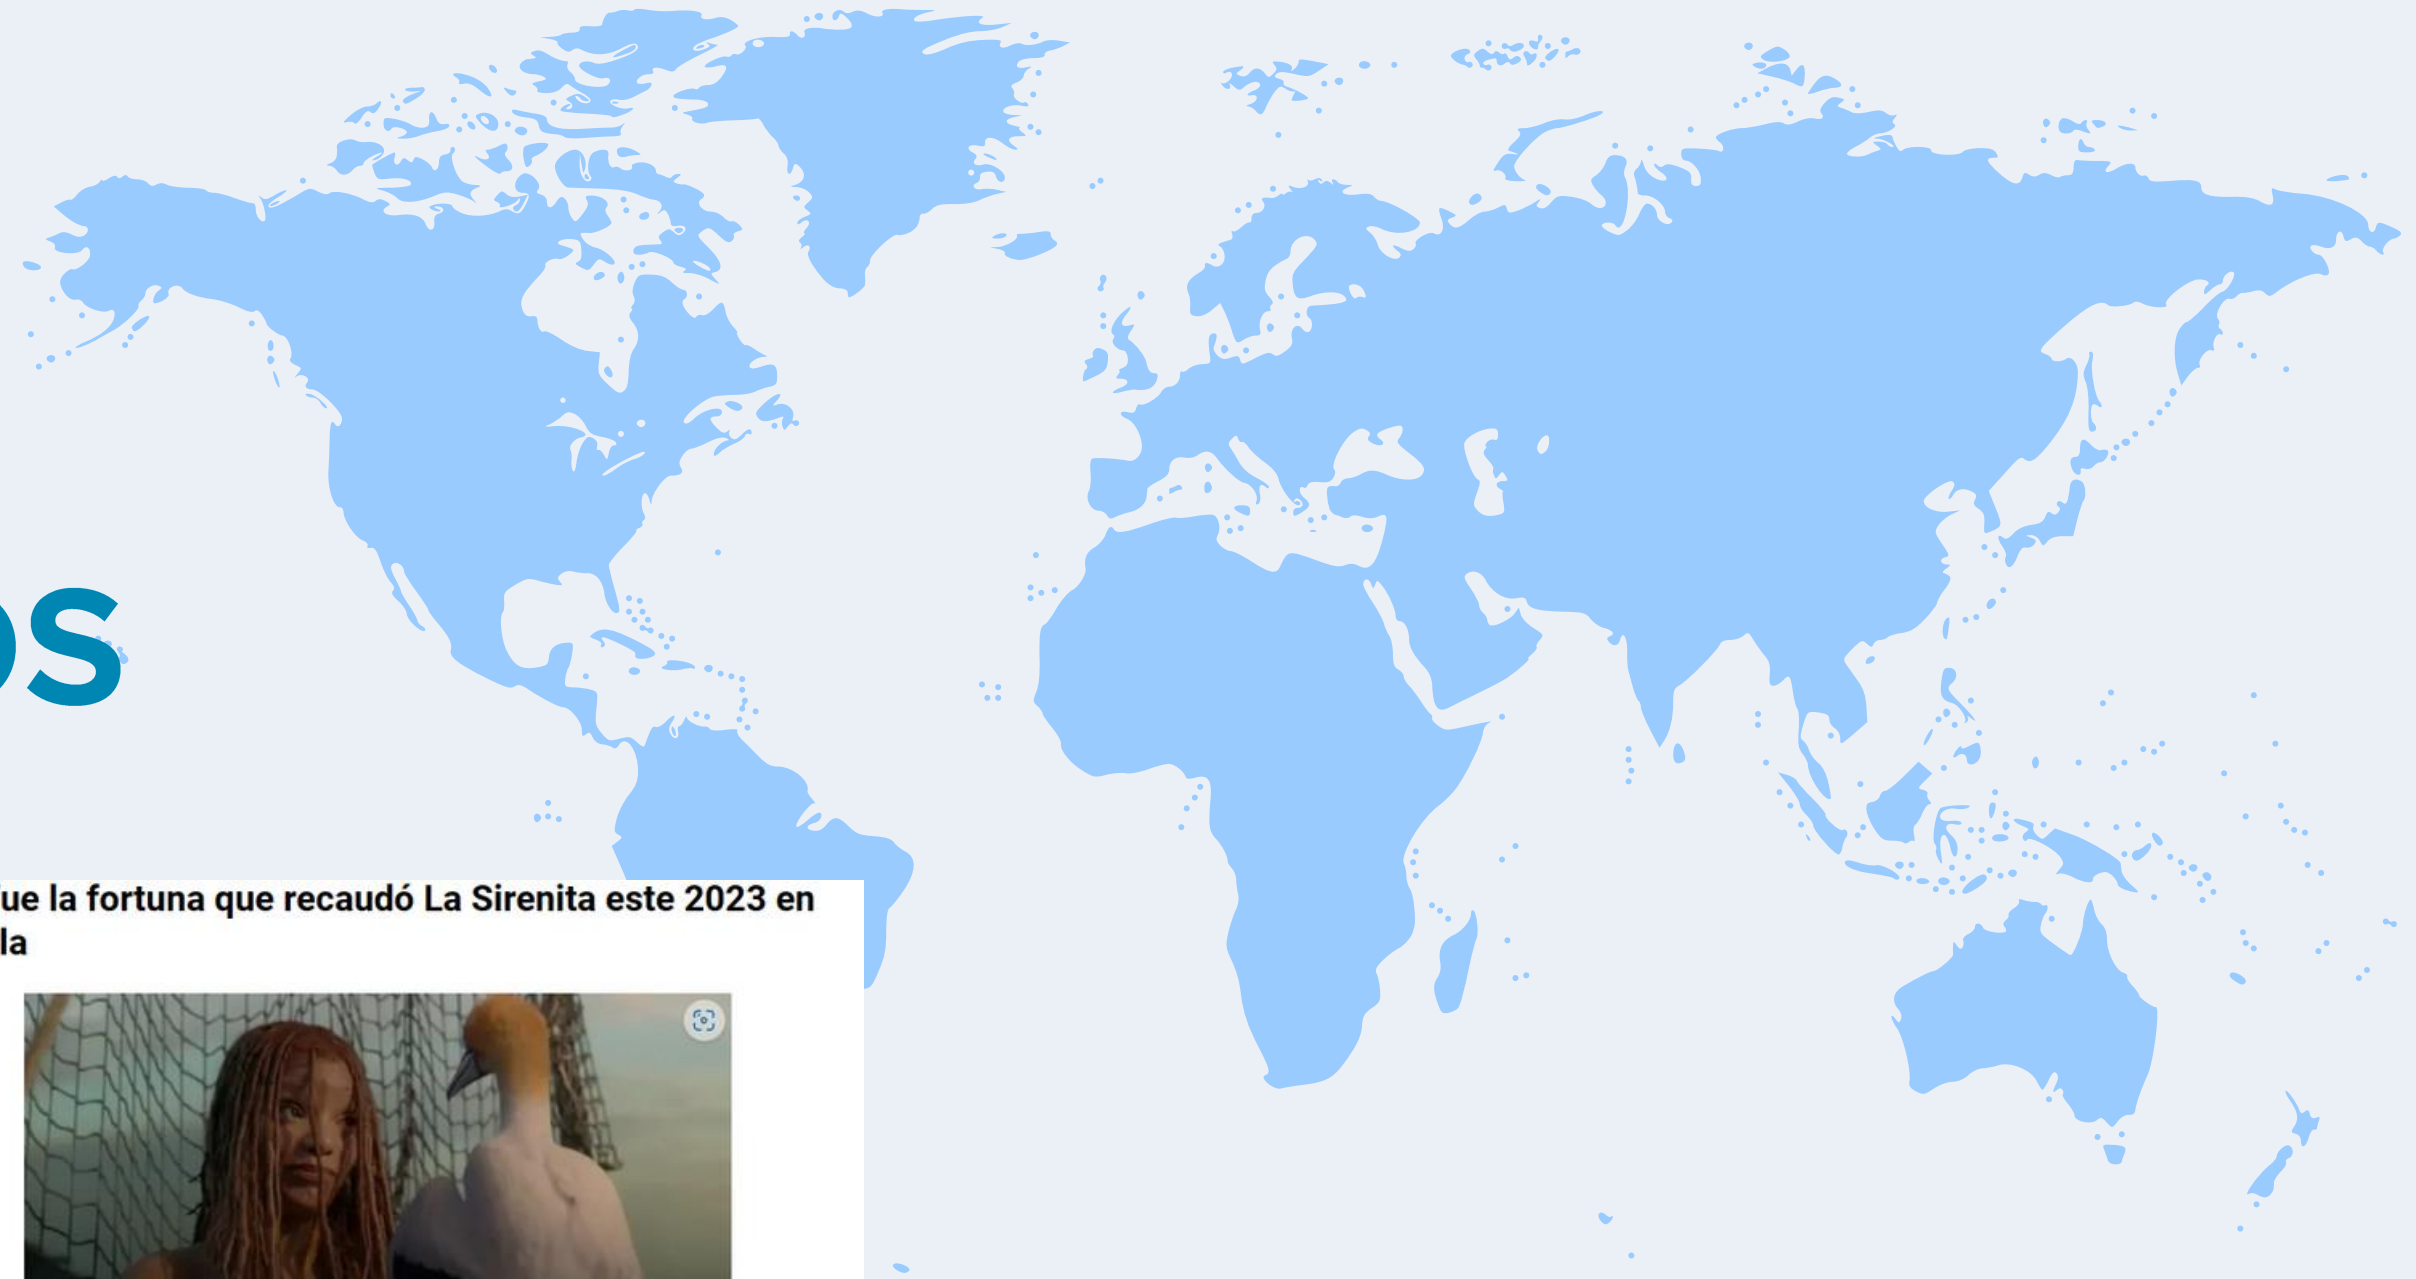 os
ue la fortuna que recaudó La Sirenita este 2023 en
la